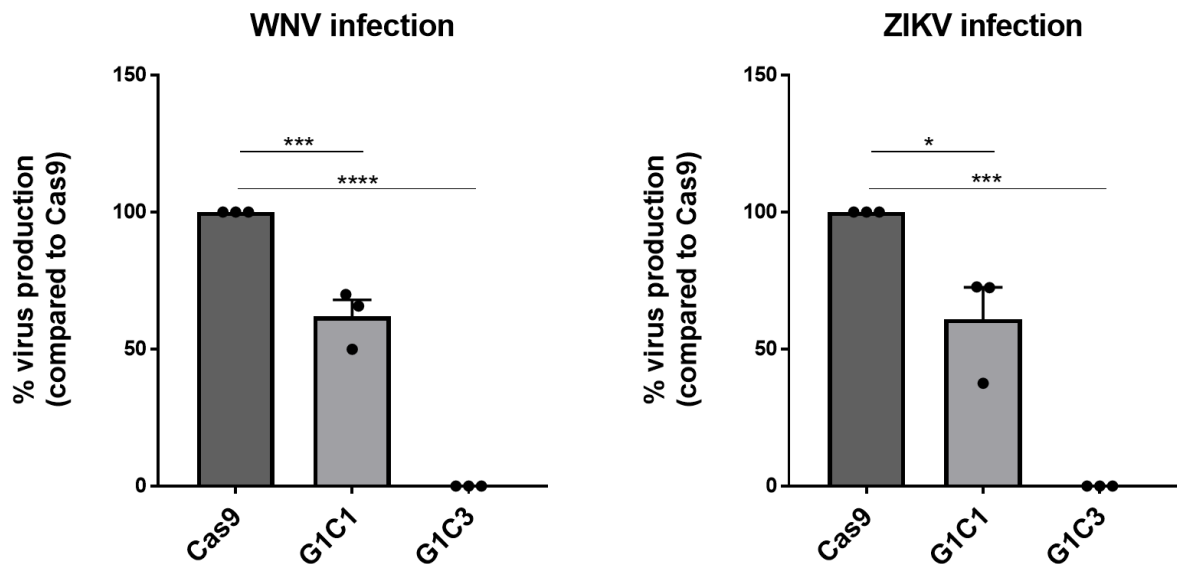 WNV infection
% virus production
(compared to Cas9)
150
100
50
0
***
****
Cas9
G1C1
G1C3
ZIKV infection
% virus production
(compared to Cas9)
150
100
50
0
*
***
Cas9
G1C1
G1C3